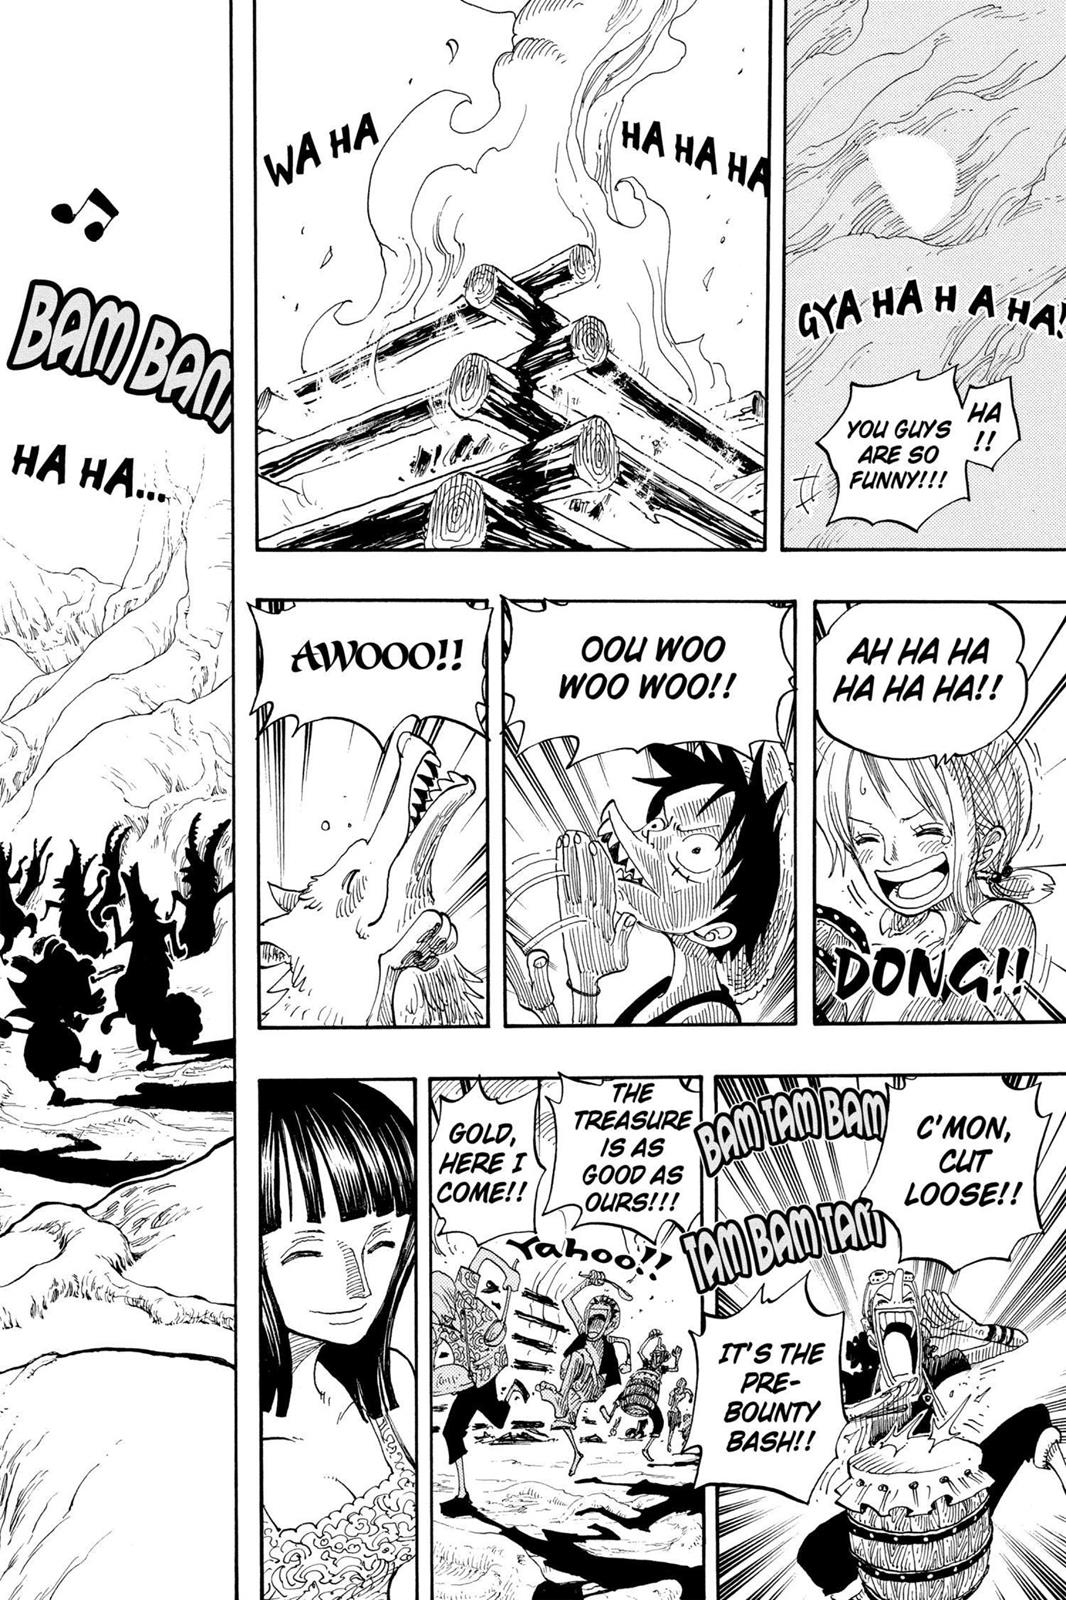 GYA HA HA HA!
HA
!!
YOU GUYS
ARE SO
FUNNY!!!
HA HA HA
WA HA
AH HA HA
HA HA HA!!
DONG!!
OOU WOO
WOO WOO!!
AWOOO!!
C'MON,
CUT
LOOSE!!
BAM TAM BAM
TAM BAM TAM
IT'S THE
PRE-
BOUNTY
BASH!!
THE
TREASURE
IS AS
GOOD AS
OURS!!!
GOLD,
HERE I
COME!!
Yahoo!!
BAM BAM
HA HA...